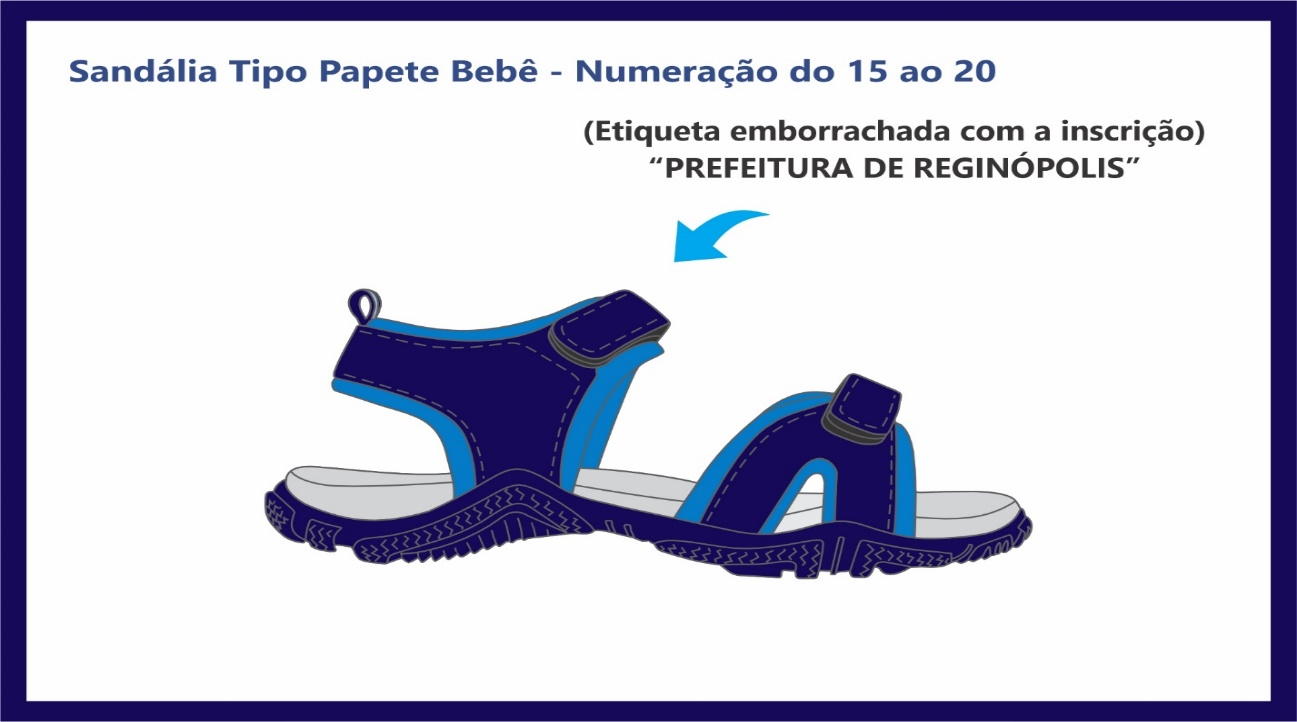 Sandália Tipo Papete Bebê - Numeração do 15 ao 20
(Etiqueta emborrachada com a inscrição)
“PREFEITURA DE REGINÓPOLIS”